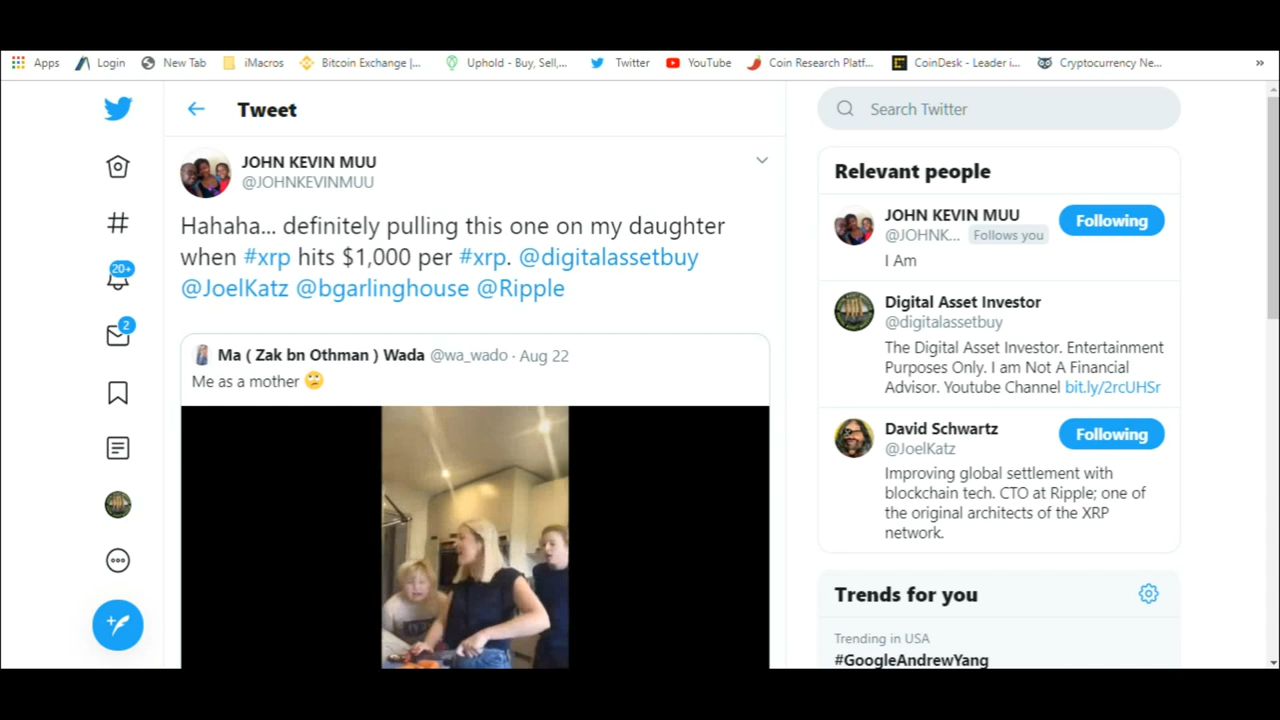 Apps Login New Tab iMacros Bitcoin Exchange |... Uphold - Buy, Sell,... Twitter YouTube Coin Research Platf... CoinDesk - Leader i... Cryptocurrency Ne... »
Tweet
Search Twitter
JOHN KEVIN MUU
@JOHNKEVINMUU
Hahaha... definitely pulling this one on my daughter
when #xrp hits $1,000 per #xrp. @digitalassetbuy
@JoelKatz @bgarlinghouse @Ripple
Ma ( Zak bn Othman ) Wada @wa_wado · Aug 22
Me as a mother 🙄
20+
2
Relevant people
JOHN KEVIN MUU
@JOHNK... Follows you
Following
I Am
Digital Asset Investor
@digitalassetbuy
The Digital Asset Investor. Entertainment
Purposes Only. I am Not A Financial
Advisor. Youtube Channel bit.ly/2rcUHSr
David Schwartz
@JoelKatz
Following
Improving global settlement with
blockchain tech. CTO at Ripple; one of
the original architects of the XRP
network.
Trends for you
Trending in USA
#GoogleAndrewYang